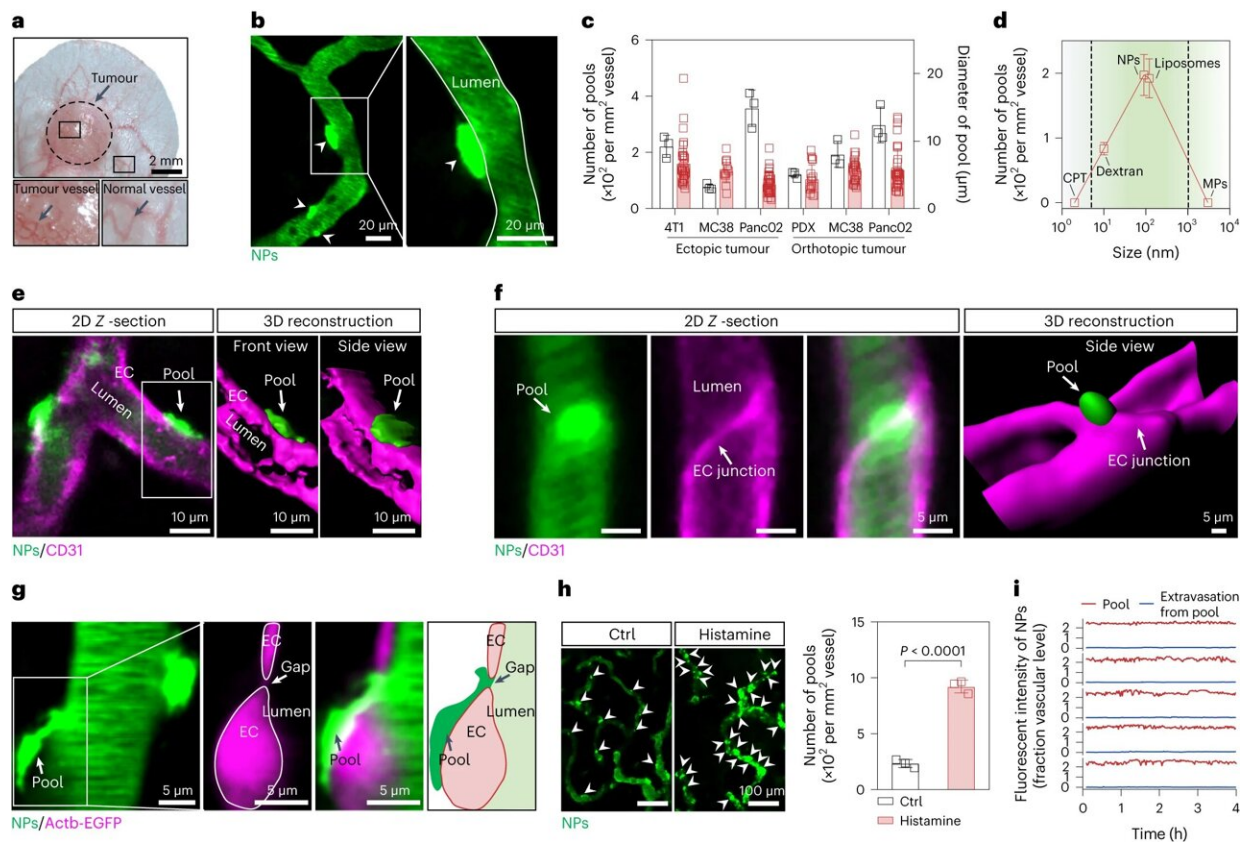 a
Tumour
2 mm
Tumour vessel
Normal vessel
b
Lumen
20 µm
20 µm
NPs
c
Number of pools
(×10² per mm² vessel)
6
4
2
0
Diameter of pool (µm)
20
15
10
5
0
4T1
MC38
Panc02
PDX
MC38
Panc02
Ectopic tumour
Orthotopic tumour
d
Number of pools
(×10² per mm² vessel)
2
1
0
NPs
Liposomes
Dextran
CPT
MPs
10⁰
10¹
10²
10³
10⁴
Size (nm)
e
2D Z-section
3D reconstruction
EC
Pool
Lumen
10 µm
Front view
Pool
EC
Lumen
10 µm
Side view
Pool
10 µm
NPs/CD31
f
2D Z-section
3D reconstruction
Pool
Lumen
EC junction
5 µm
Side view
Pool
EC junction
5 µm
NPs/CD31
g
Pool
5 µm
EC
Gap
Lumen
EC
5 µm
Pool
5 µm
EC
Gap
Lumen
EC
Pool
NPs/Actb-EGFP
h
Ctrl
Histamine
100 µm
NPs
Number of pools
(×10² per mm² vessel)
15
10
5
0
P < 0.0001
Ctrl
Histamine
i
Pool
Extravasation
from pool
Fluorescent intensity of NPs
(fraction vascular level)
2
1
0
2
1
0
2
1
0
2
1
0
2
1
0
0
1
2
3
4
Time (h)